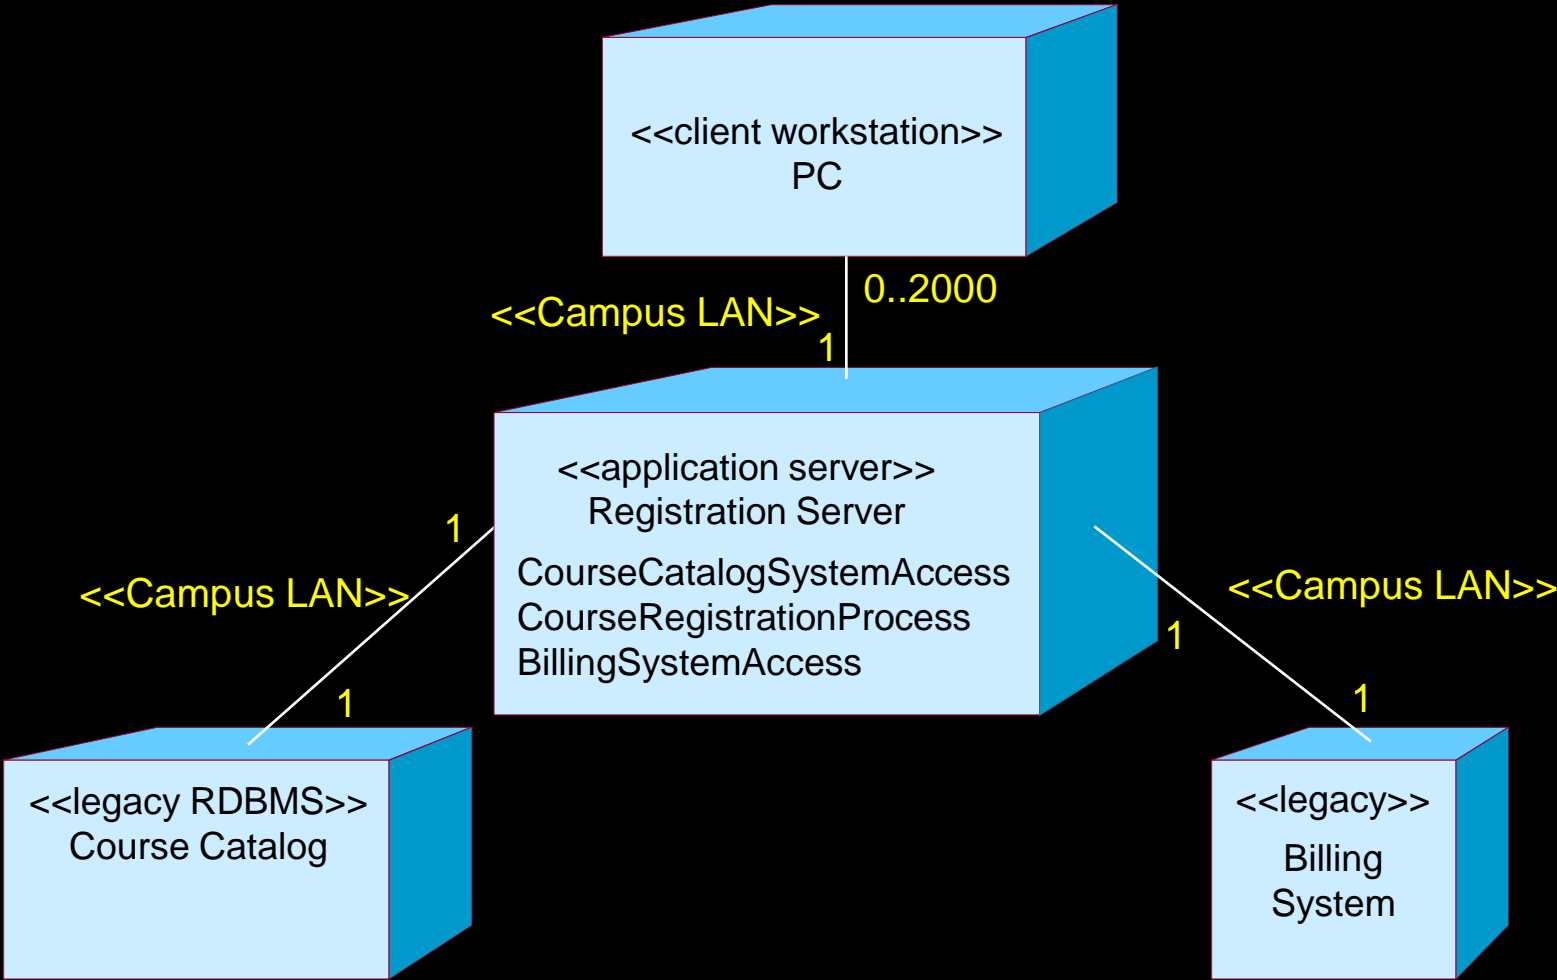 <<client workstation>>
PC
0..2000
<<Campus LAN>>
1
<<application server>>
Registration Server
CourseCatalogSystemAccess
CourseRegistrationProcess
BillingSystemAccess
1
<<Campus LAN>>
1
<<Campus LAN>>
1
1
<<legacy RDBMS>>
Course Catalog
<<legacy>>
Billing
System